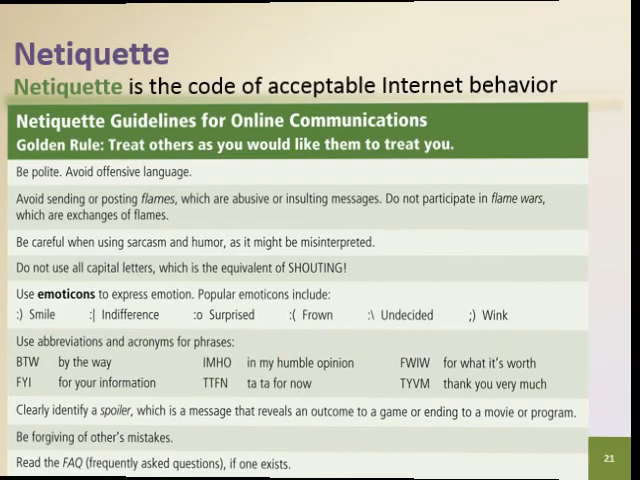 Netiquette
Netiquette is the code of acceptable Internet behavior
Netiquette Guidelines for Online Communications
Golden Rule: Treat others as you would like them to treat you.
Be polite. Avoid offensive language.
Avoid sending or posting flames, which are abusive or insulting messages. Do not participate in flame wars,
which are exchanges of flames.
Be careful when using sarcasm and humor, as it might be misinterpreted.
Do not use all capital letters, which is the equivalent of SHOUTING!
Use emoticons to express emotion. Popular emoticons include:
:) Smile :| Indifference :o Surprised :( Frown :\ Undecided ;) Wink
Use abbreviations and acronyms for phrases:
BTW by the way IMHO in my humble opinion FWIW for what it's worth
FYI for your information TTFN ta ta for now TYVM thank you very much
Clearly identify a spoiler, which is a message that reveals an outcome to a game or ending to a movie or program.
Be forgiving of other's mistakes.
Read the FAQ (frequently asked questions), if one exists.
21